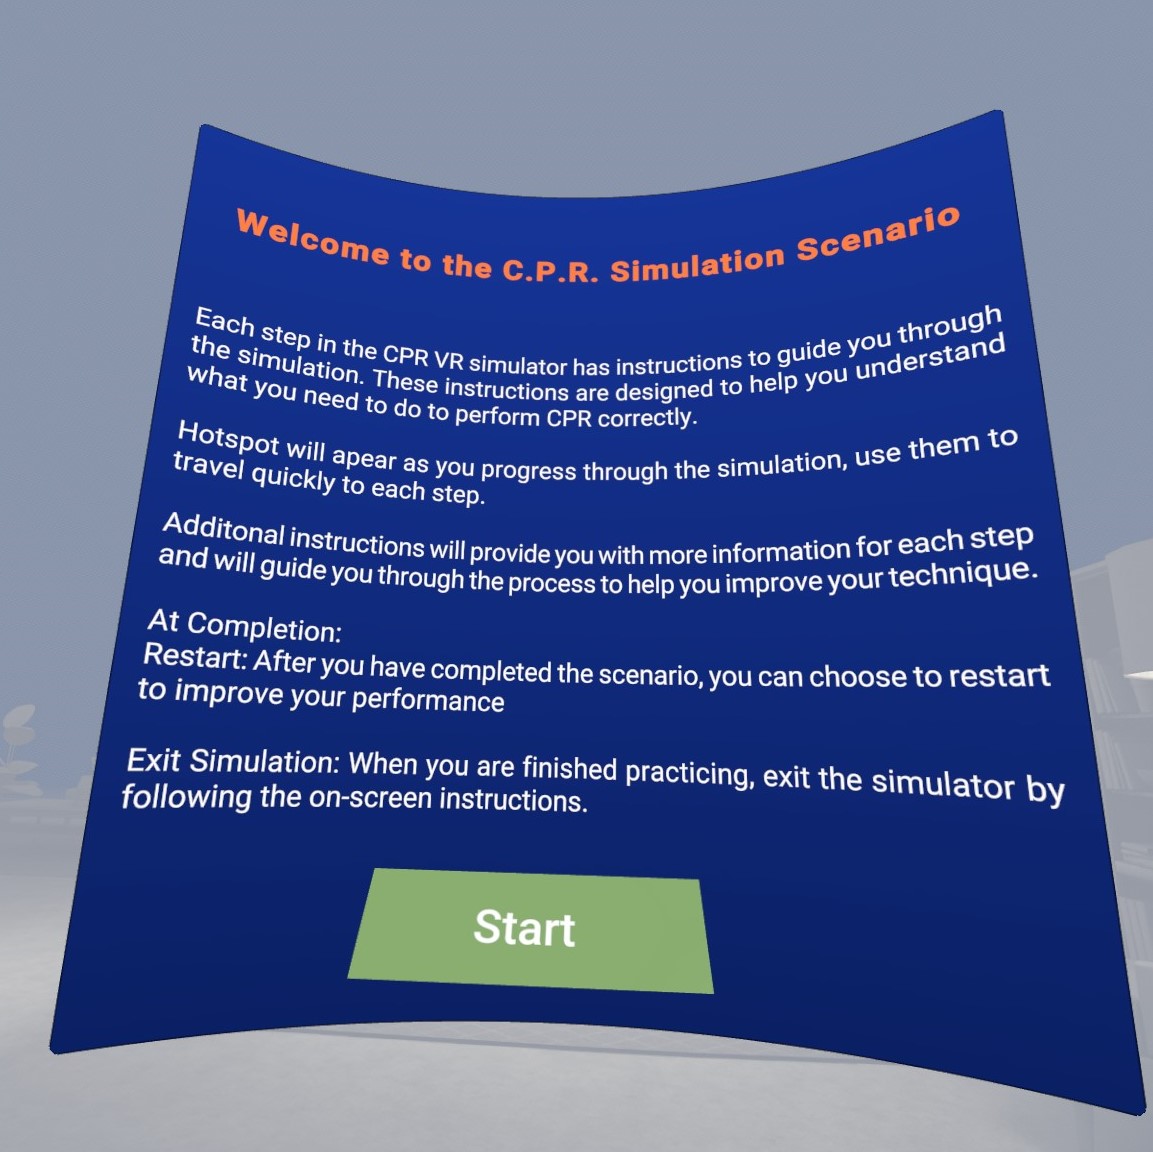 Welcome to the C.P.R. Simulation Scenario
Each step in the CPR VR simulator has instructions to guide you through
the simulation. These instructions are designed to help you understand
what you need to do to perform CPR correctly.
Hotspot will apear as you progress through the simulation, use them to
travel quickly to each step.
Additonal instructions will provide you with more information for each step
and will guide you through the process to help you improve your technique.
At Completion:
Restart: After you have completed the scenario, you can choose to restart
to improve your performance
Exit Simulation: When you are finished practicing, exit the simulator by
following the on-screen instructions.
Start